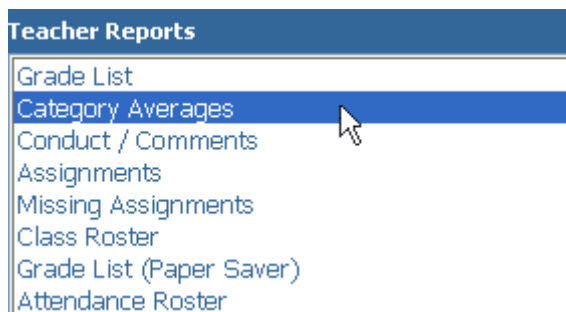 Teacher Reports
Grade List
Category Averages
Conduct / Comments
Assignments
Missing Assignments
Class Roster
Grade List (Paper Saver)
Attendance Roster